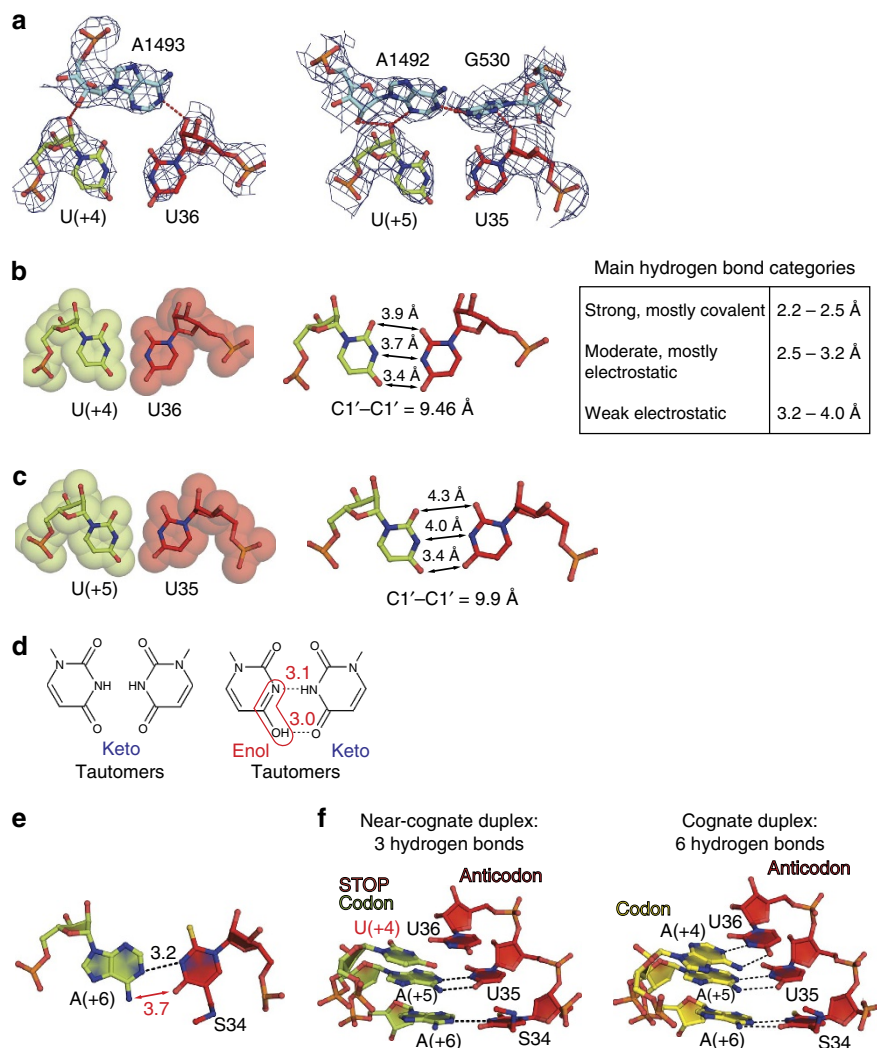 a
A1493
U(+4)
U36
A1492
G530
U(+5)
U35
b
U(+4)
U36
3.9 Å
3.7 Å
3.4 Å
C1′–C1′ = 9.46 Å
Main hydrogen bond categories
Strong, mostly covalent
2.2 – 2.5 Å
Moderate, mostly
electrostatic
2.5 – 3.2 Å
Weak electrostatic
3.2 – 4.0 Å
c
U(+5)
U35
4.3 Å
4.0 Å
3.4 Å
C1′–C1′ = 9.9 Å
d
O
N
NH
O
O
N
HN
O
Keto
Tautomers
O
N
N
OH
3.1
3.0
O
N
HN
O
Enol
Keto
Tautomers
e
3.2
3.7
A(+6)
S34
f
Near-cognate duplex:
3 hydrogen bonds
STOP
Codon
Anticodon
U(+4)
U36
A(+5)
U35
A(+6)
S34
Cognate duplex:
6 hydrogen bonds
Codon
Anticodon
U36
A(+4)
A(+5)
U35
A(+6)
S34